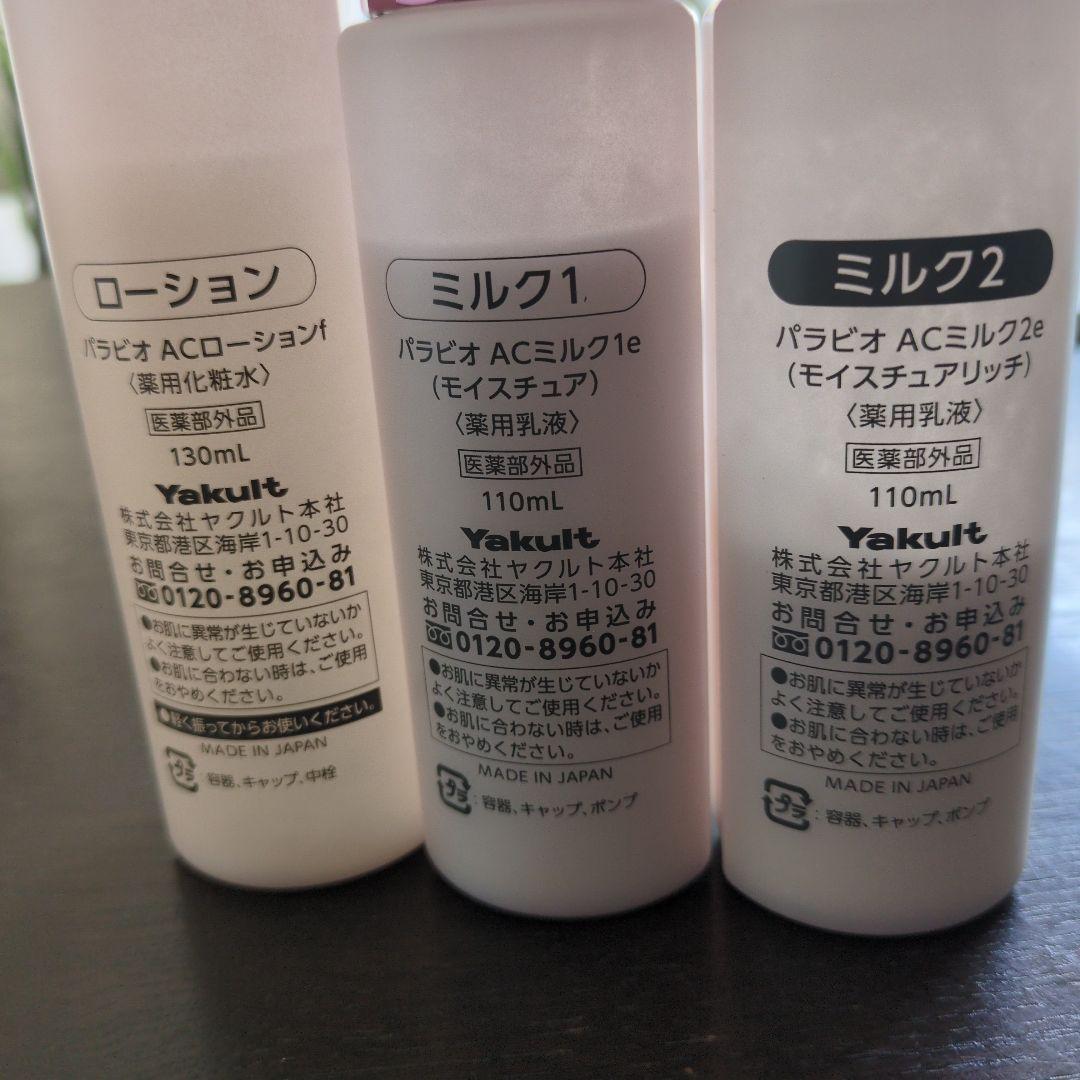 ローション
パラビオ ACローションf
〈薬用化粧水〉
医薬部外品
130mL
Yakult
株式会社ヤクルト本社
東京都港区海岸1-10-30
お問合せ・お申込み
0120-8960-81
●お肌に異常が生じていないか
よく注意してご使用ください。
●お肌に合わない時は、ご使用
をおやめください。
●軽く振ってからお使いください。
MADE IN JAPAN
プラ:容器、キャップ、中栓
ミルク1
パラビオ ACミルク1e
(モイスチュア)
〈薬用乳液〉
医薬部外品
110mL
Yakult
株式会社ヤクルト本社
東京都港区海岸1-10-30
お問合せ・お申込み
0120-8960-81
●お肌に異常が生じていないか
よく注意してご使用ください。
●お肌に合わない時は、ご使用
をおやめください。
MADE IN JAPAN
プラ:容器、キャップ、ポンプ
ミルク2
パラビオ ACミルク2e
(モイスチュアリッチ)
〈薬用乳液〉
医薬部外品
110mL
Yakult
株式会社ヤクルト本社
東京都港区海岸1-10-30
お問合せ・お申込み
0120-8960-81
●お肌に異常が生じていないか
よく注意してご使用ください。
●お肌に合わない時は、ご使用
をおやめください。
MADE IN JAPAN
プラ:容器、キャップ、ポンプ